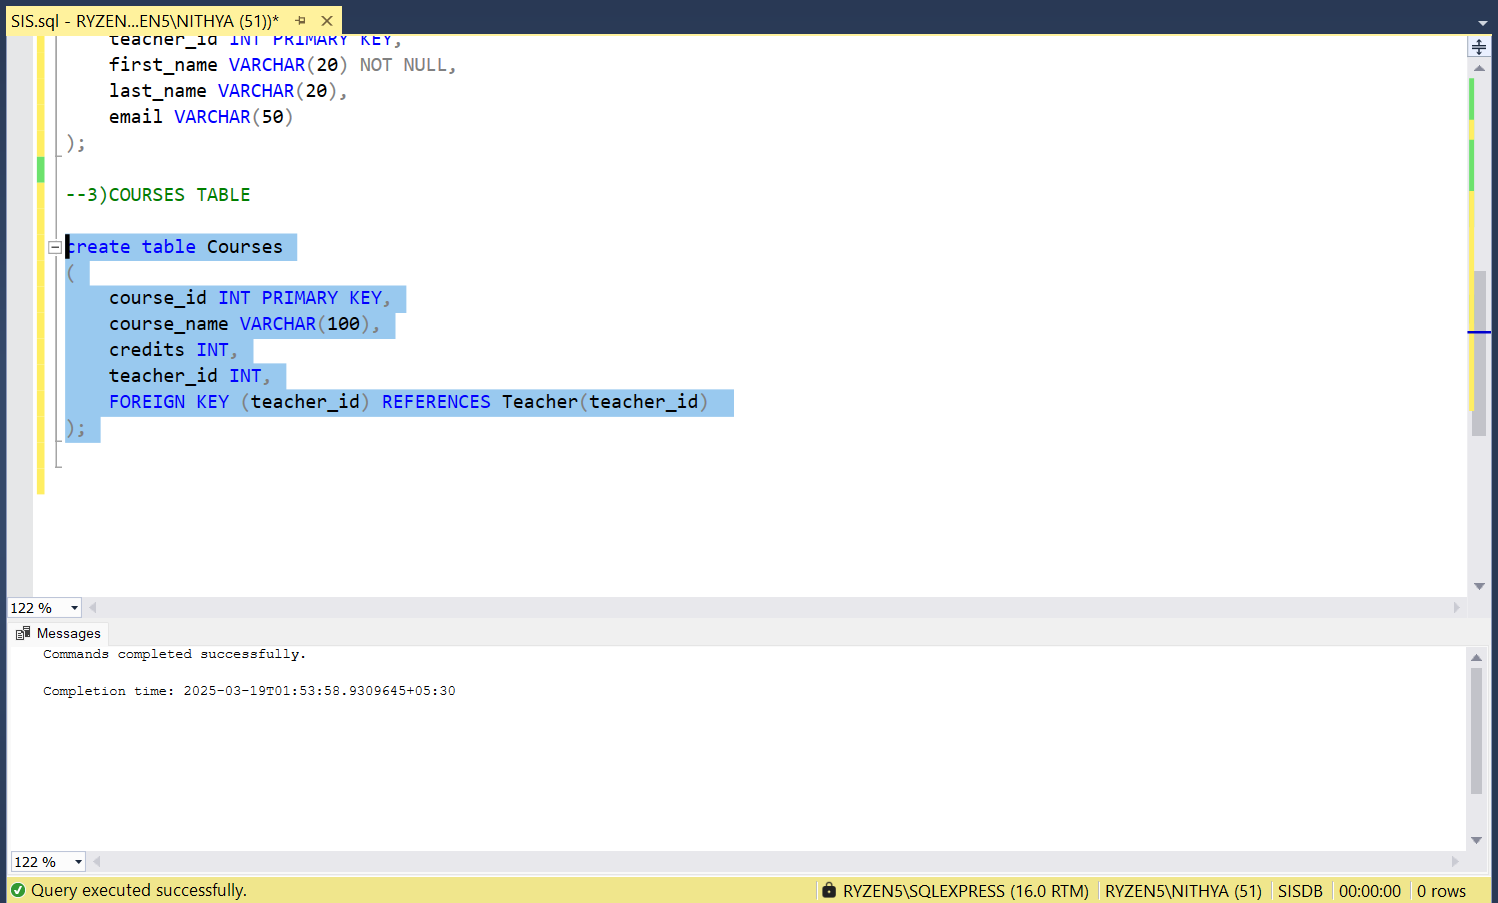 SIS.sql - RYZEN...EN5\NITHYA (51))*
teacher_id INT PRIMARY KEY,
first_name VARCHAR(20) NOT NULL,
last_name VARCHAR(20),
email VARCHAR(50)
);
--3)COURSES TABLE
create table Courses
(
course_id INT PRIMARY KEY,
course_name VARCHAR(100),
credits INT,
teacher_id INT,
FOREIGN KEY (teacher_id) REFERENCES Teacher(teacher_id)
);
122 %
Messages
Commands completed successfully.
Completion time: 2025-03-19T01:53:58.9309645+05:30
122 %
Query executed successfully. RYZEN5\SQLEXPRESS (16.0 RTM) RYZEN5\NITHYA (51) SISDB 00:00:00 0 rows